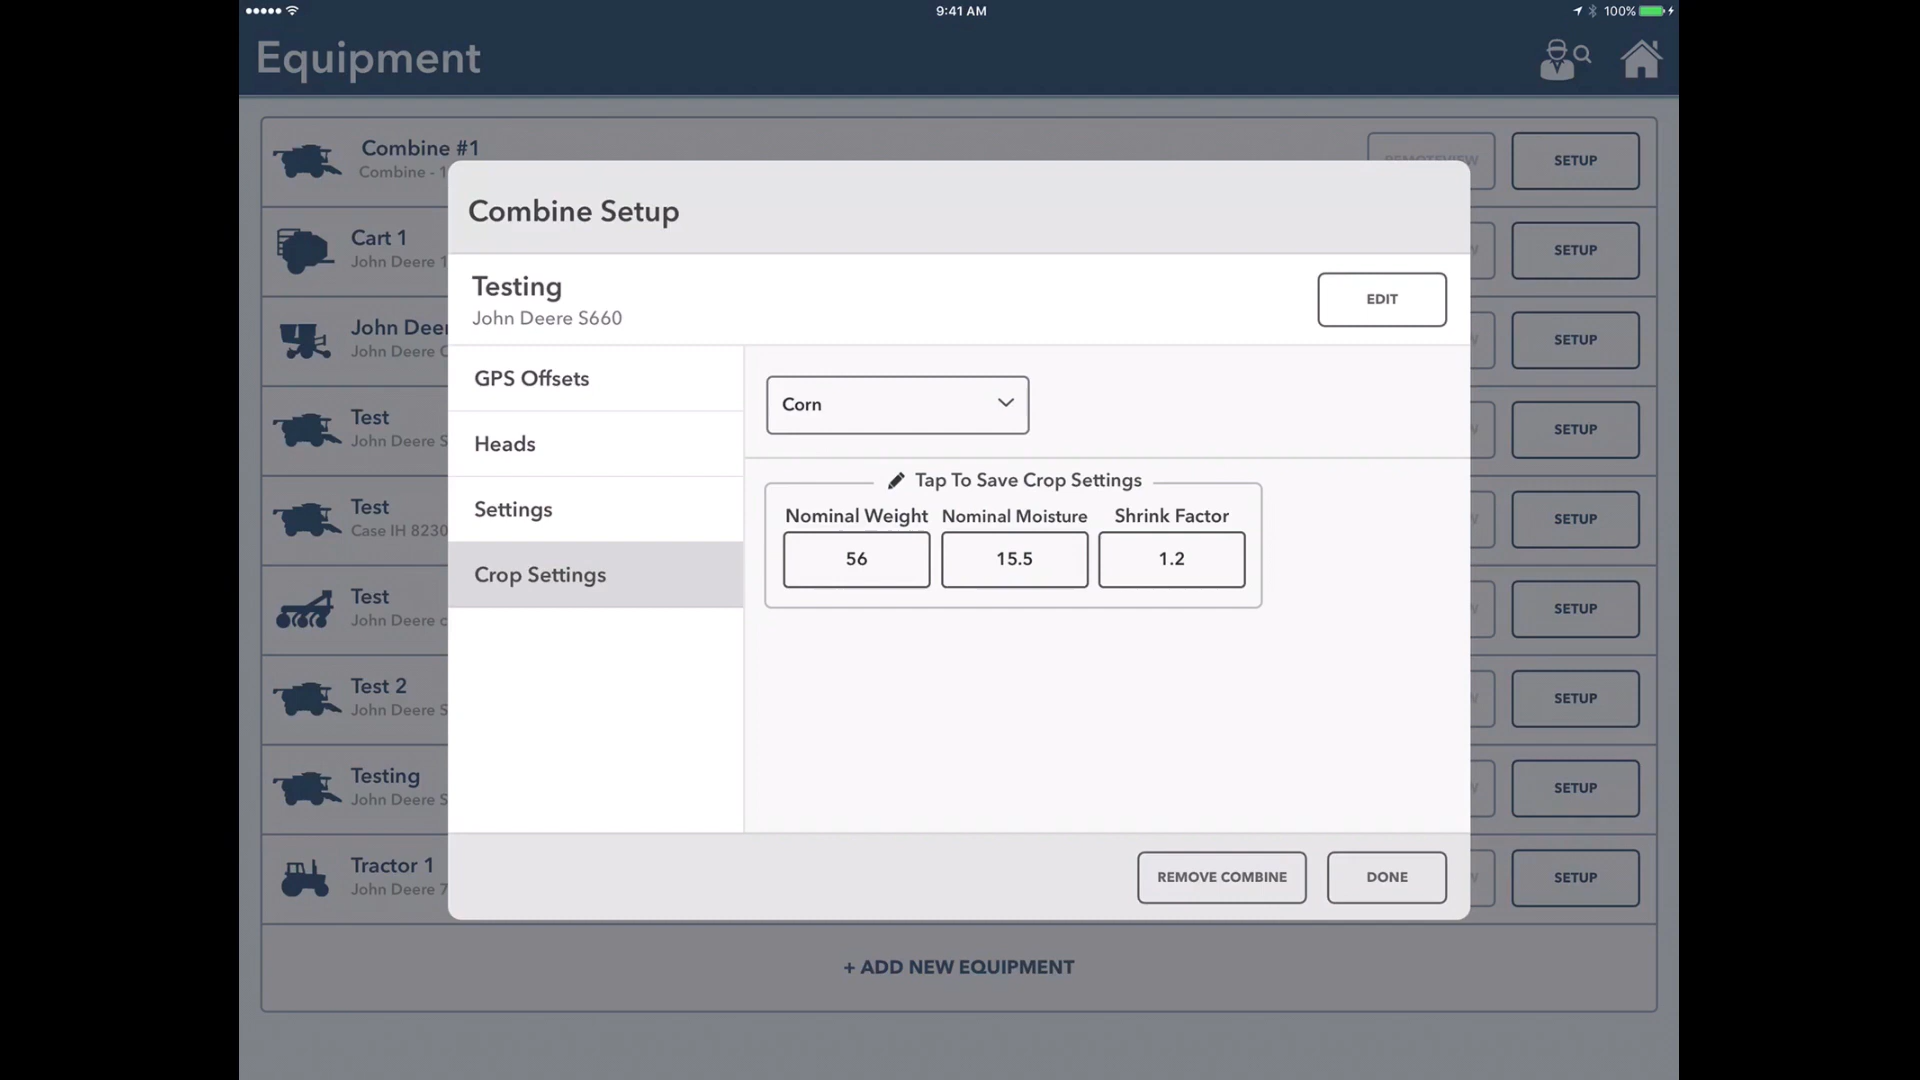 9:41 AM
100%
Equipment
Combine #1
Combine - 1
REMOTEVIEW
SETUP
Cart 1
John Deere 1
SETUP
John Deer
John Deere C
SETUP
Test
John Deere S
SETUP
Test
Case IH 8230
SETUP
Test
John Deere c
SETUP
Test 2
John Deere S
SETUP
Testing
John Deere S
SETUP
Tractor 1
John Deere 7
SETUP
+ ADD NEW EQUIPMENT
Combine Setup
Testing
John Deere S660
EDIT
GPS Offsets
Heads
Settings
Crop Settings
Corn
Tap To Save Crop Settings
Nominal Weight Nominal Moisture Shrink Factor
56 15.5 1.2
REMOVE COMBINE DONE